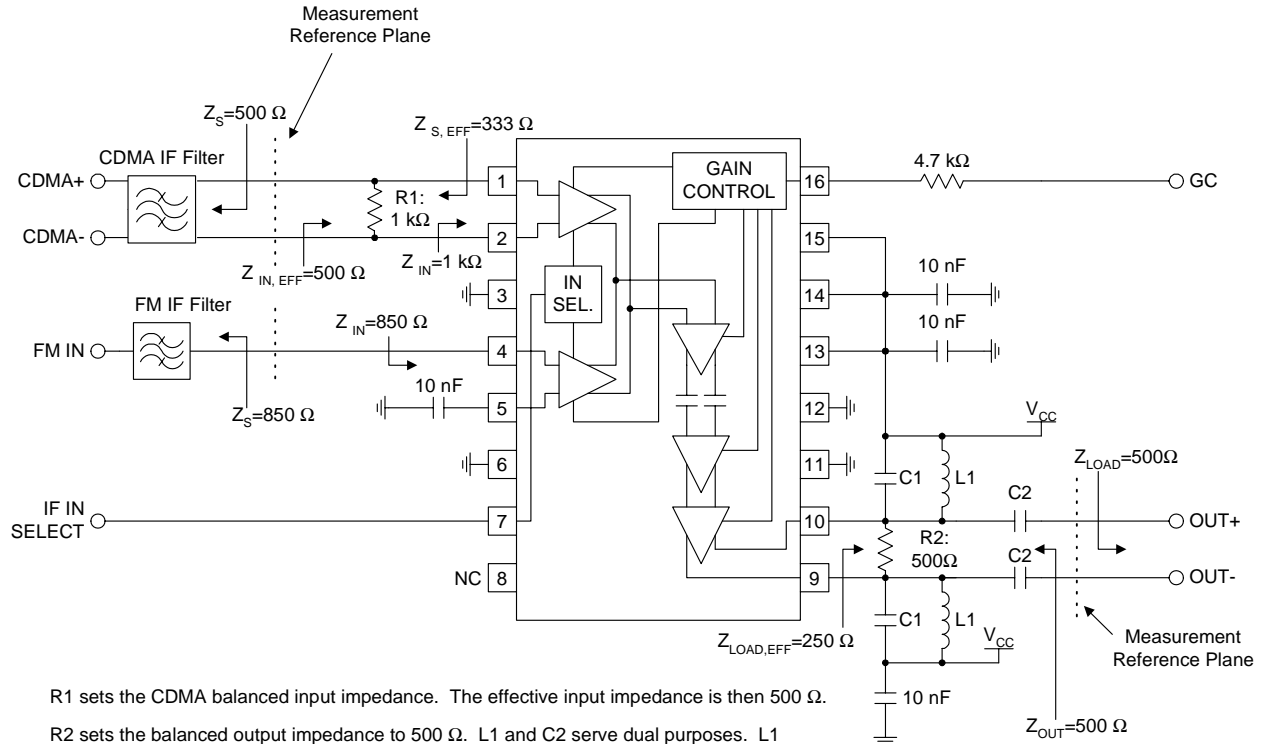 Measurement
Reference Plane
Z_S=500 Ω
Z_S, EFF=333 Ω
CDMA IF Filter
CDMA+
CDMA-
R1:
1 kΩ
Z_IN, EFF=500 Ω
Z_IN=1 kΩ
1
2
3
4
5
6
7
8
NC
GAIN
CONTROL
IN
SEL.
16
15
14
13
12
11
10
9
4.7 kΩ
GC
10 nF
10 nF
FM IF Filter
FM IN
Z_IN=850 Ω
Z_S=850 Ω
10 nF
IF IN
SELECT
V_CC
C1
L1
C2
Z_LOAD=500Ω
OUT+
R2:
500Ω
C2
OUT-
C1
L1
Z_LOAD,EFF=250 Ω
V_CC
10 nF
Measurement
Reference Plane
Z_OUT=500 Ω
R1 sets the CDMA balanced input impedance. The effective input impedance is then 500 Ω.
R2 sets the balanced output impedance to 500 Ω. L1 and C2 serve dual purposes. L1